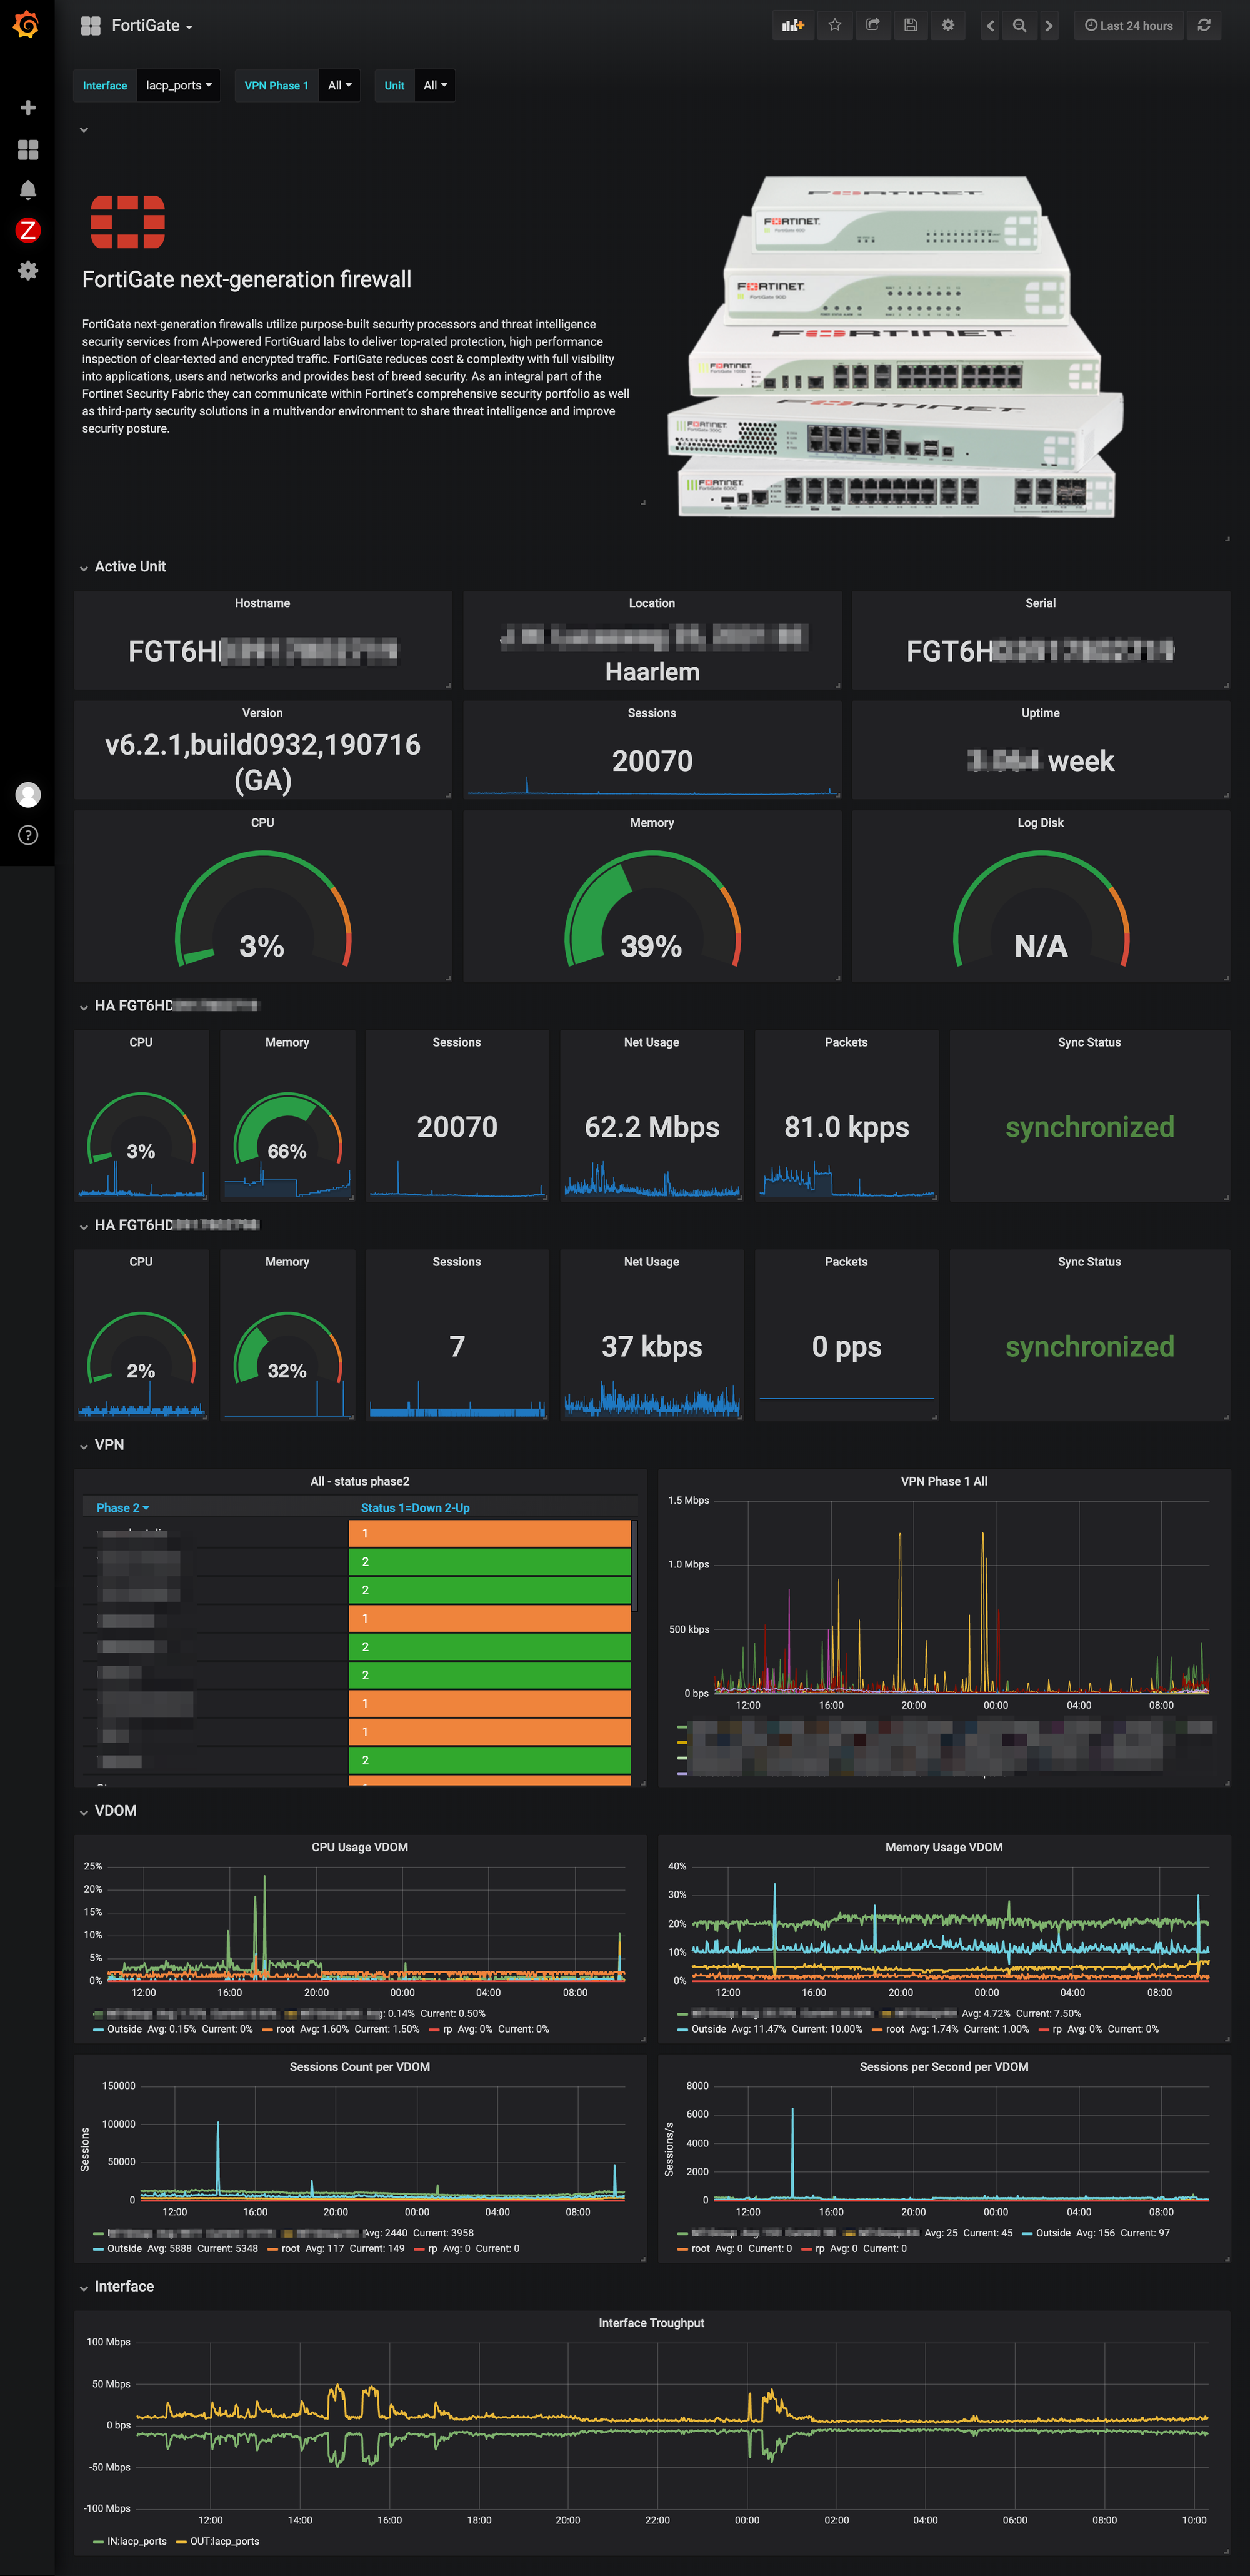 FortiGate
Last 24 hours
Interface lacp_ports VPN Phase 1 All Unit All
Z
FortiGate next-generation firewall
FortiGate next-generation firewalls utilize purpose-built security processors and threat intelligence
security services from AI-powered FortiGuard labs to deliver top-rated protection, high performance
inspection of clear-texted and encrypted traffic. FortiGate reduces cost & complexity with full visibility
into applications, users and networks and provides best of breed security. As an integral part of the
Fortinet Security Fabric they can communicate within Fortinet's comprehensive security portfolio as well
as third-party security solutions in a multivendor environment to share threat intelligence and improve
security posture.
FORTINET
FORTINET
FORTINET
FortiGate 90D
FORTINET
FORTINET
FORTINET
FORTINET
FORTINET
Active Unit
Hostname
FGT6H
Location
Haarlem
Serial
FGT6H
Version
v6.2.1,build0932,190716
(GA)
Sessions
20070
Uptime
week
CPU
3%
Memory
39%
Log Disk
N/A
HA FGT6HD
CPU
3%
Memory
66%
Sessions
20070
Net Usage
62.2 Mbps
Packets
81.0 kpps
Sync Status
synchronized
HA FGT6HD
CPU
2%
Memory
32%
Sessions
7
Net Usage
37 kbps
Packets
0 pps
Sync Status
synchronized
VPN
All - status phase2
Phase 2 Status 1=Down 2-Up
1
2
2
1
2
2
1
1
2
VPN Phase 1 All
1.5 Mbps
1.0 Mbps
500 kbps
0 bps
12:00 16:00 20:00 00:00 04:00 08:00
VDOM
CPU Usage VDOM
25%
20%
15%
10%
5%
0%
12:00 16:00 20:00 00:00 04:00 08:00
0.14% Current: 0.50%
Outside Avg: 0.15% Current: 0% root Avg: 1.60% Current: 1.50% rp Avg: 0% Current: 0%
Memory Usage VDOM
40%
30%
20%
10%
0%
12:00 16:00 20:00 00:00 04:00 08:00
Avg: 4.72% Current: 7.50%
Outside Avg: 11.47% Current: 10.00% root Avg: 1.74% Current: 1.00% rp Avg: 0% Current: 0%
Sessions Count per VDOM
Sessions
150000
100000
50000
0
12:00 16:00 20:00 00:00 04:00 08:00
Avg: 2440 Current: 3958
Outside Avg: 5888 Current: 5348 root Avg: 117 Current: 149 rp Avg: 0 Current: 0
Sessions per Second per VDOM
Sessions/s
8000
6000
4000
2000
0
12:00 16:00 20:00 00:00 04:00 08:00
Avg: 25 Current: 45 Outside Avg: 156 Current: 97
root Avg: 0 Current: 0 rp Avg: 0 Current: 0
Interface
Interface Troughput
100 Mbps
50 Mbps
0 bps
-50 Mbps
-100 Mbps
12:00 14:00 16:00 18:00 20:00 22:00 00:00 02:00 04:00 06:00 08:00 10:00
IN:lacp_ports OUT:lacp_ports